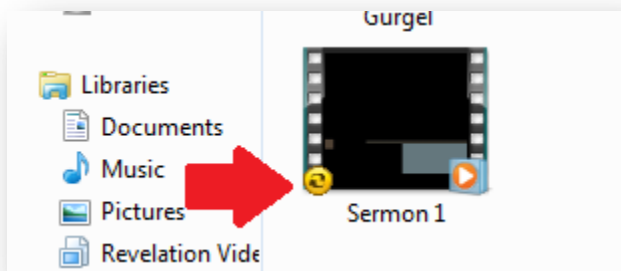 Gurgel
Libraries
Documents
Music
Pictures
Revelation Vide
Sermon 1